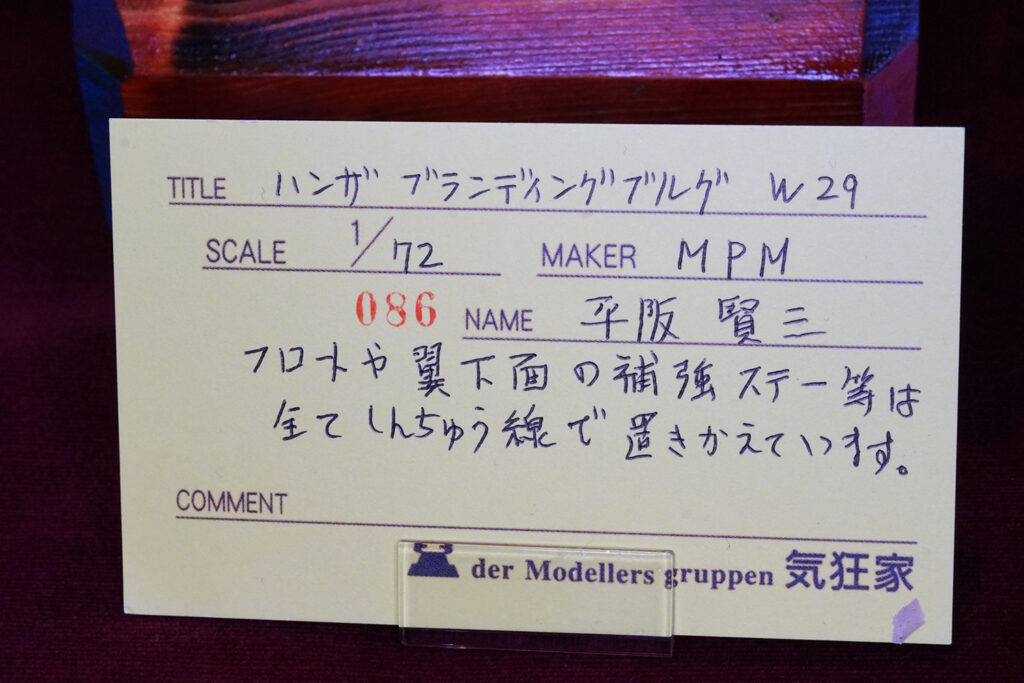 TITLE ハンザ ブランディングブルグ W29
SCALE 1/72 MAKER MPM
086 NAME 平阪 賢三
フロートや翼下面の補強ステー等は
全てしんちゅう線で置きかえています。
COMMENT
der Modellers gruppen 気狂家